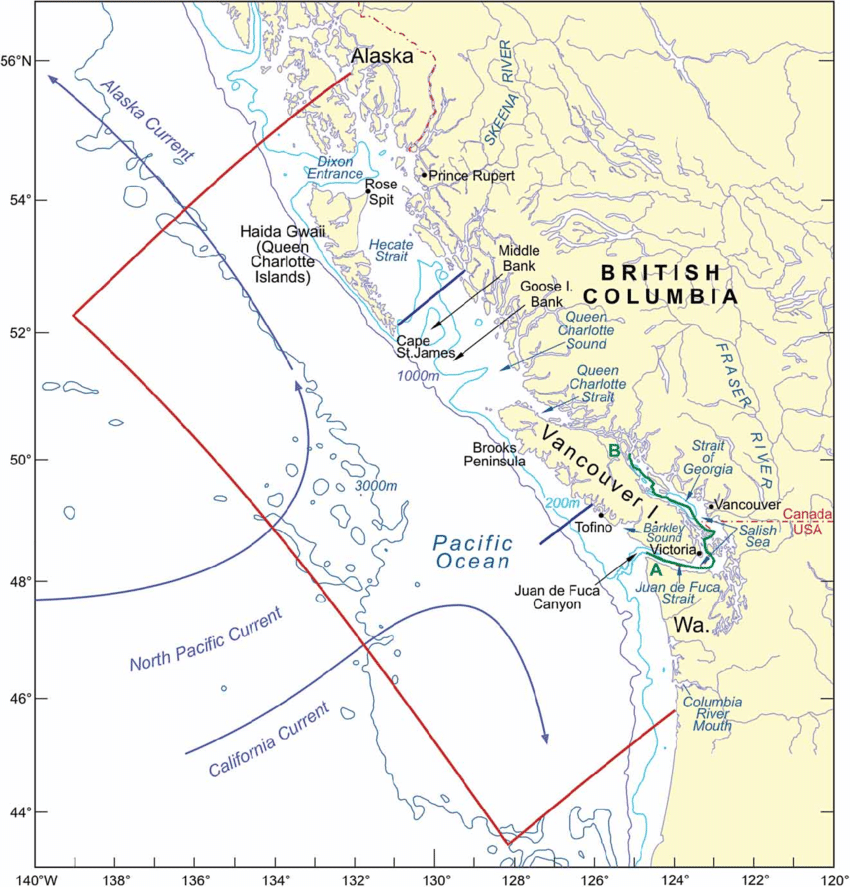 56°N
54°
52°
50°
48°
46°
44°
140°W
138°
136°
134°
132°
130°
128°
126°
124°
122°
120°
Alaska
Alaska Current
SKEENA RIVER
Dixon
Entrance
Rose
Spit
Prince Rupert
Haida Gwaii
(Queen
Charlotte
Islands)
Hecate
Strait
Middle
Bank
Goose I.
Bank
BRITISH
COLUMBIA
Queen
Charlotte
Sound
Cape
St.James
1000m
Queen
Charlotte
Strait
FRASER RIVER
Brooks
Peninsula
Vancouver I.
B
Strait
of
Georgia
3000m
200m
Vancouver
Canada
USA
Tofino
Barkley
Sound
Salish
Sea
Victoria
Pacific
Ocean
A
Juan de Fuca
Canyon
Juan de Fuca
Strait
Wa.
North Pacific Current
California Current
Columbia
River
Mouth